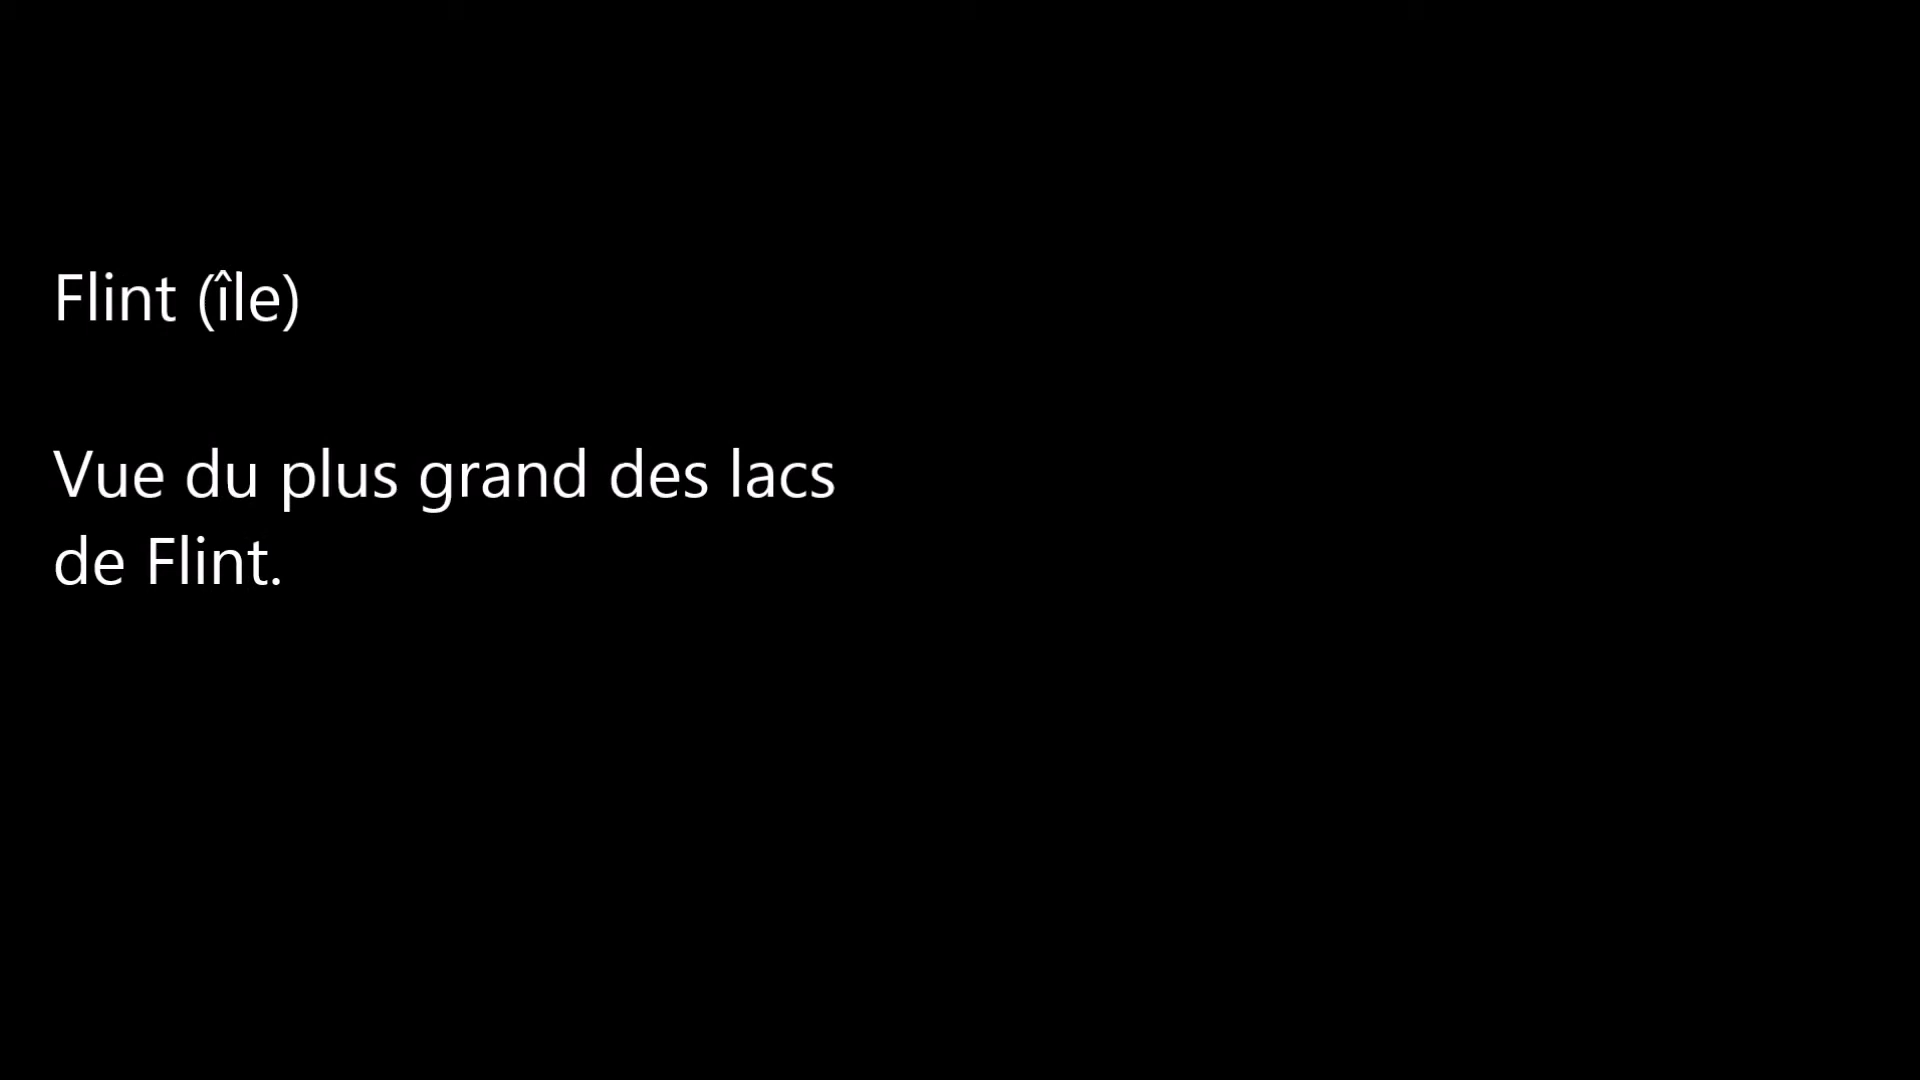 Flint (île)
Vue du plus grand des lacs
de Flint.